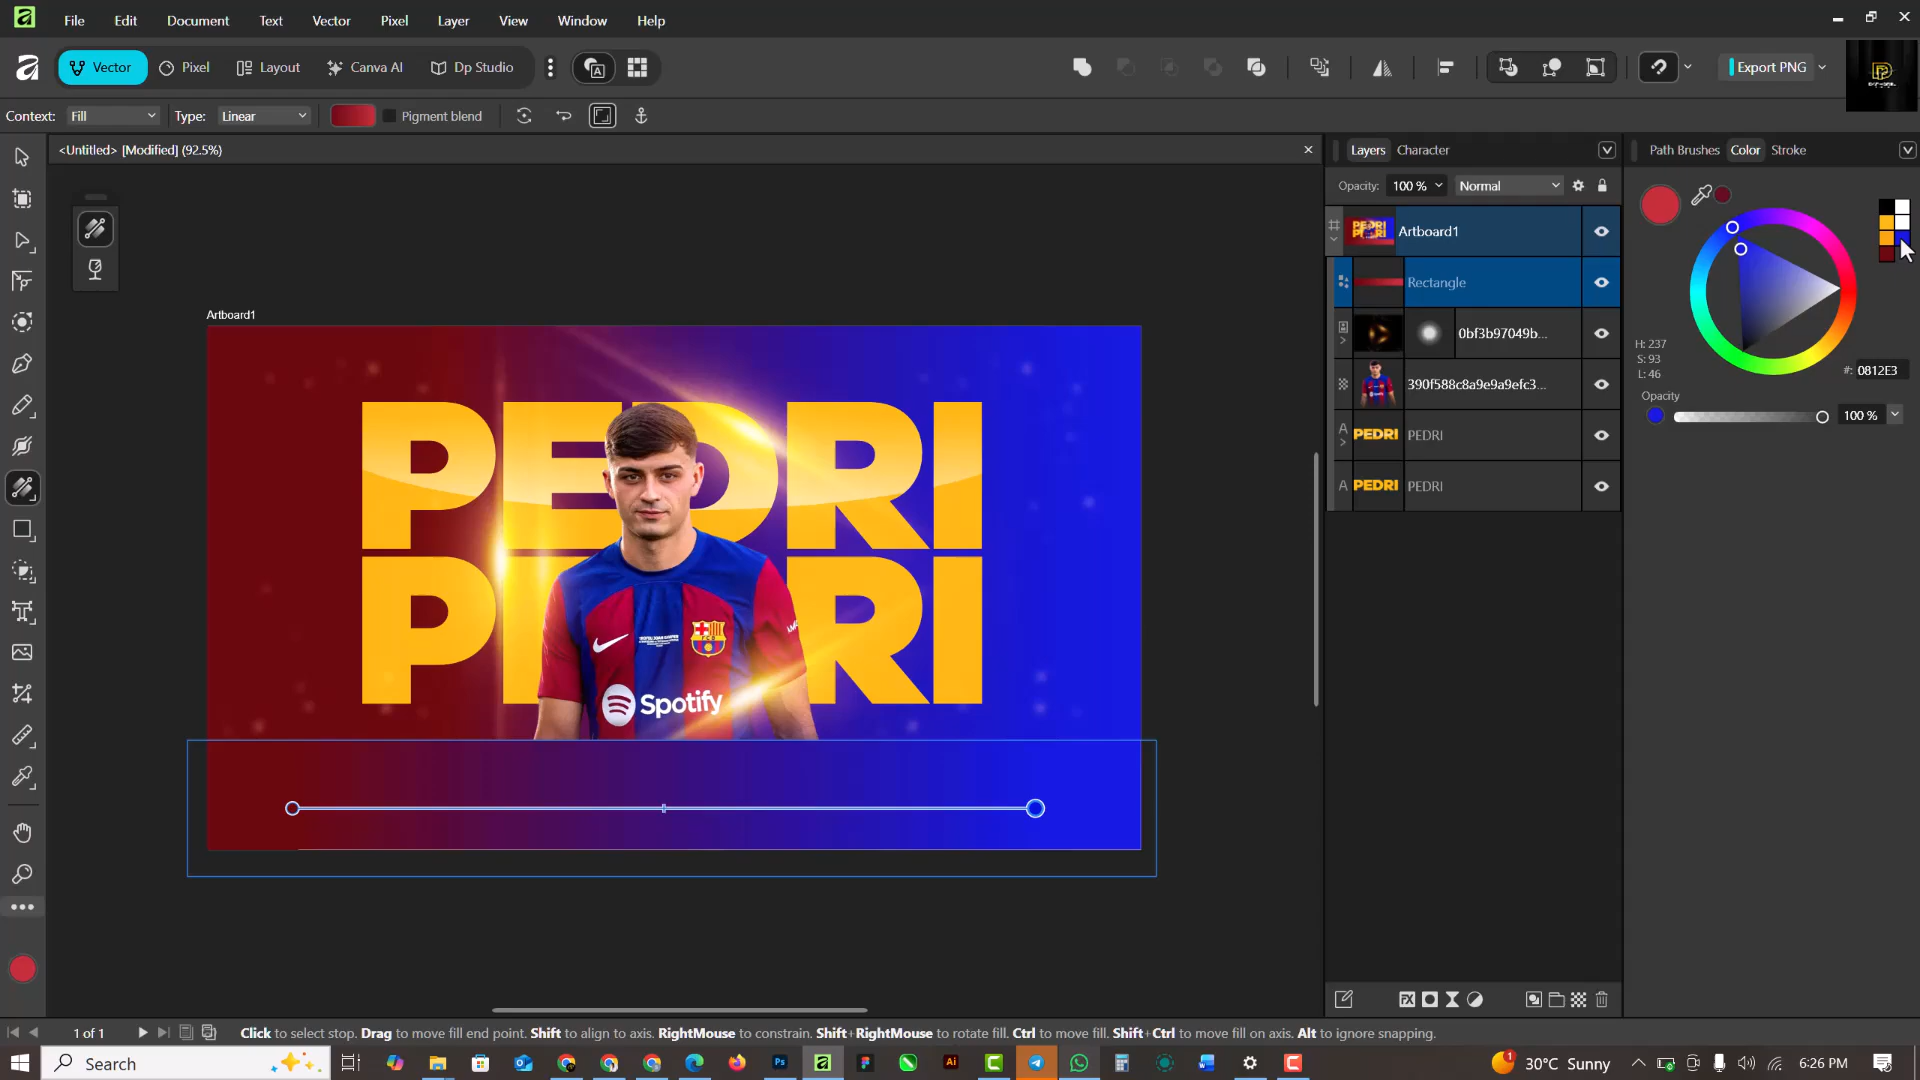 File Edit Document Text Vector Pixel Layer View Window Help
Vector Pixel Layout Canva AI Dp Studio Export PNG
Context: Fill Type: Linear Pigment blend
<Untitled> [Modified] (92.5%)
Layers Character
Path Brushes Color Stroke
Opacity: 100 % Normal
Artboard1
Rectangle
0bf3b97049b...
390f588c8a9e9a9efc3...
PEDRI PEDRI
PEDRI PEDRI
H: 237
S: 93
L: 46
#: 0812E3
Opacity
100 %
Artboard1
PEDRI
PEDRI
Spotify
1 of 1
Click to select stop. Drag to move fill end point. Shift to align to axis. RightMouse to constrain. Shift+RightMouse to rotate fill. Ctrl to move fill. Shift+Ctrl to move fill on axis. Alt to ignore snapping.
Search
30°C Sunny
6:26 PM